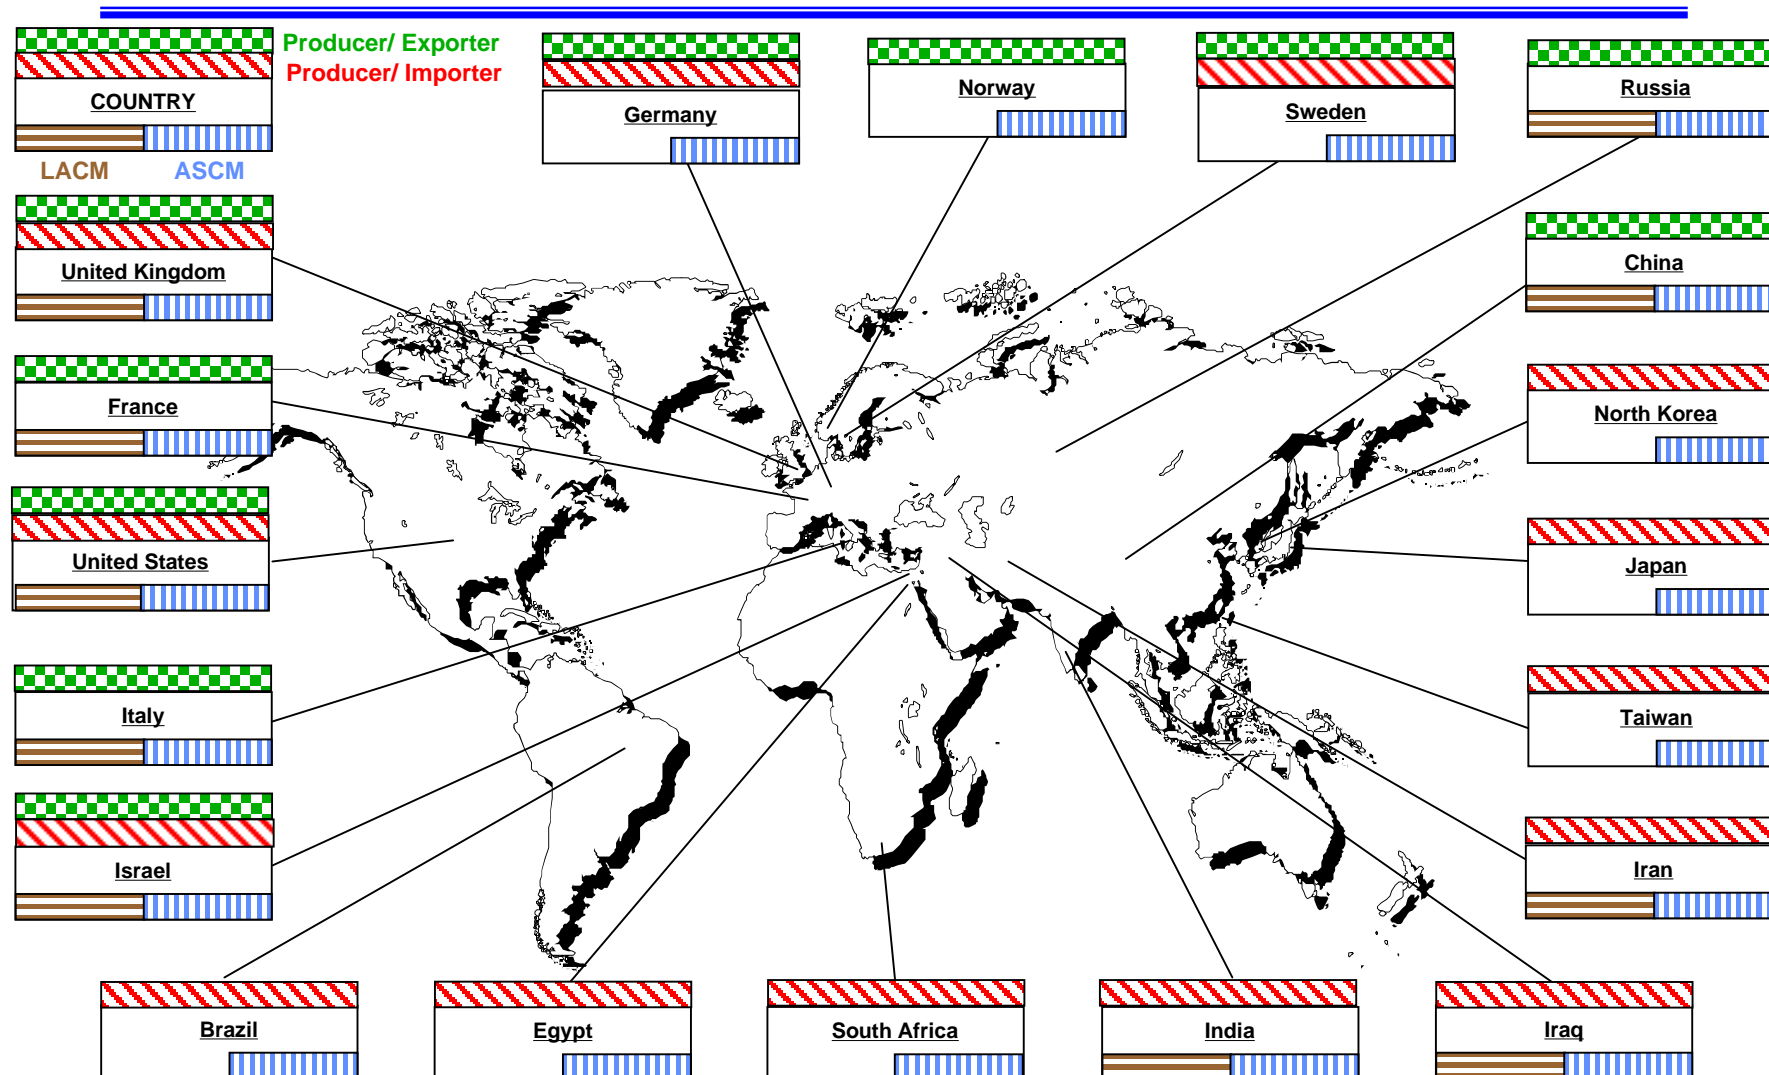 Producer/ Exporter
Producer/ Importer
COUNTRY
LACM ASCM
Germany
Norway
Sweden
Russia
United Kingdom
China
France
North Korea
United States
Japan
Italy
Taiwan
Israel
Iran
Brazil
Egypt
South Africa
India
Iraq